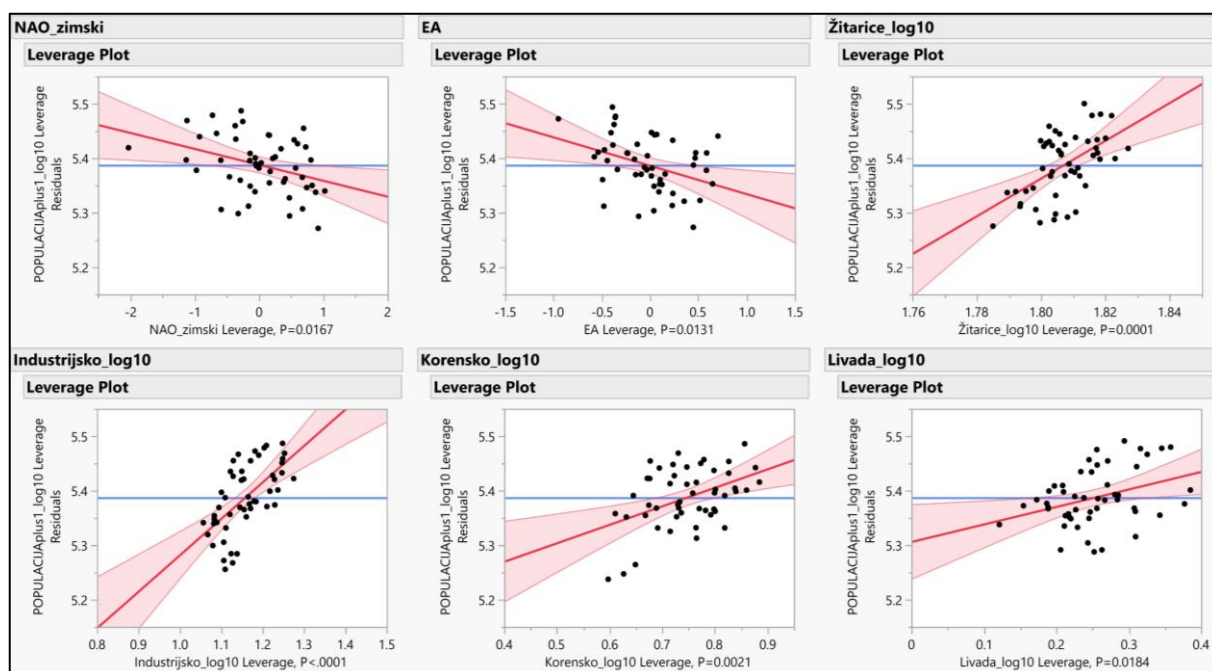 NAO_zimski
Leverage Plot
POPULACIJAplus1_log10 Leverage
Residuals
5.5
5.4
5.3
5.2
-2 -1 0 1 2
NAO_zimski Leverage, P=0.0167
EA
Leverage Plot
POPULACIJAplus1_log10 Leverage
Residuals
5.5
5.4
5.3
5.2
-1.5 -1.0 -0.5 0 0.5 1.0 1.5
EA Leverage, P=0.0131
Žitarice_log10
Leverage Plot
POPULACIJAplus1_log10 Leverage
Residuals
5.5
5.4
5.3
5.2
1.76 1.78 1.80 1.82 1.84
Žitarice_log10 Leverage, P=0.0001
Industrijsko_log10
Leverage Plot
POPULACIJAplus1_log10 Leverage
Residuals
5.5
5.4
5.3
5.2
0.8 0.9 1.0 1.1 1.2 1.3 1.4 1.5
Industrijsko_log10 Leverage, P<.0001
Korensko_log10
Leverage Plot
POPULACIJAplus1_log10 Leverage
Residuals
5.5
5.4
5.3
5.2
0.4 0.5 0.6 0.7 0.8 0.9
Korensko_log10 Leverage, P=0.0021
Livada_log10
Leverage Plot
POPULACIJAplus1_log10 Leverage
Residuals
5.5
5.4
5.3
5.2
0 0.1 0.2 0.3 0.4
Livada_log10 Leverage, P=0.0184